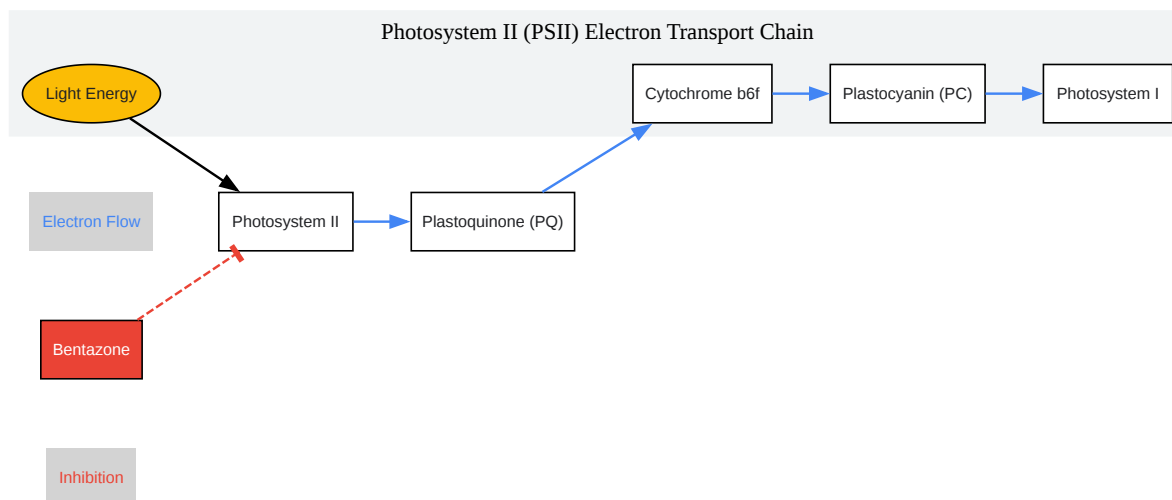 Photosystem II (PSII) Electron Transport Chain
Light Energy
Cytochrome b6f
Plastocyanin (PC)
Photosystem I
Electron Flow
Photosystem II
Plastoquinone (PQ)
Bentazone
Inhibition